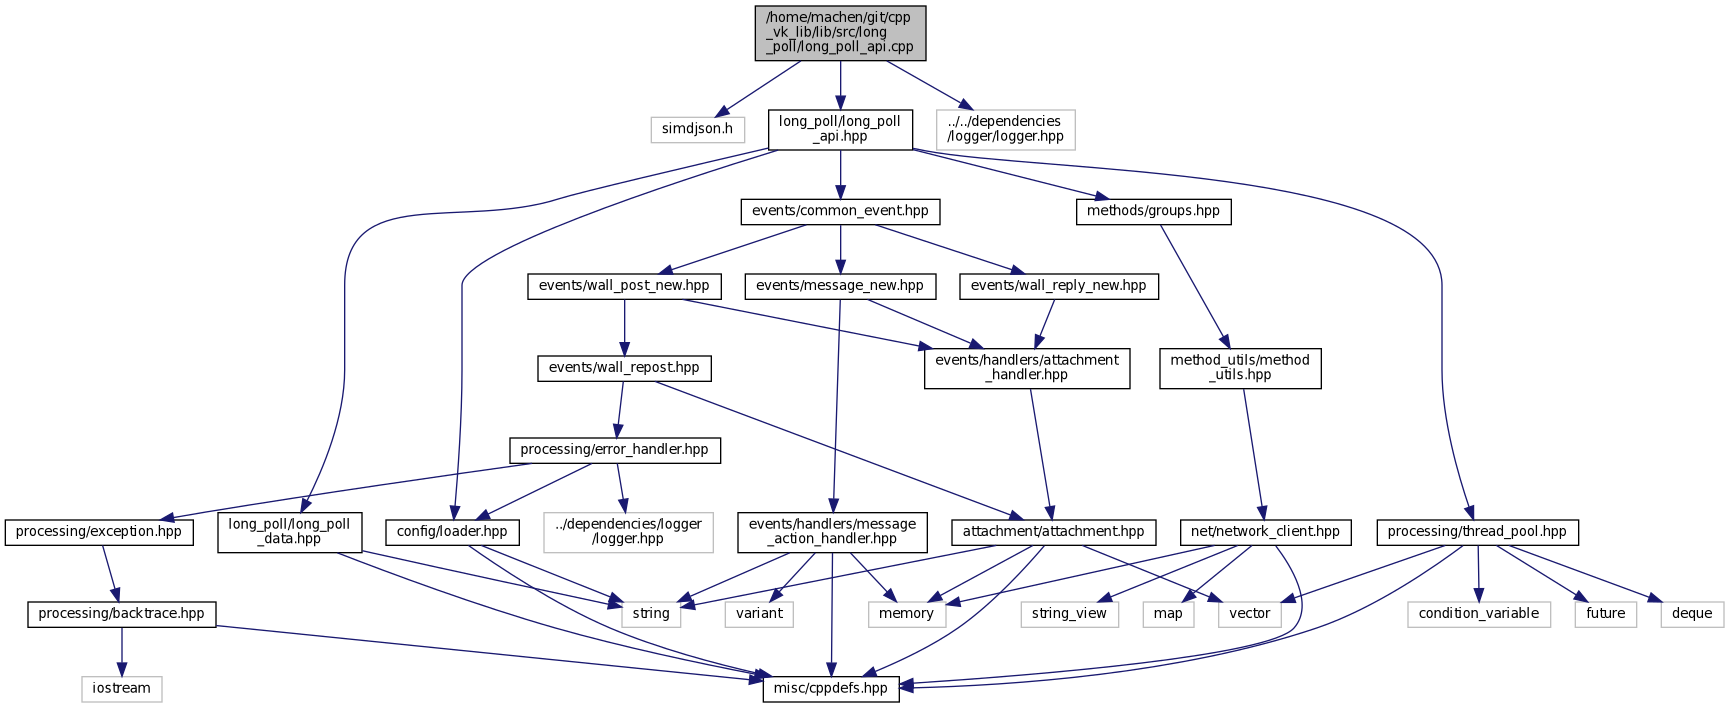 /home/machen/git/cpp
_vk_lib/lib/src/long
_poll/long_poll_api.cpp
simdjson.h
long_poll/long_poll
_api.hpp
../../dependencies
/logger/logger.hpp
events/common_event.hpp
methods/groups.hpp
events/wall_post_new.hpp
events/message_new.hpp
events/wall_reply_new.hpp
events/wall_repost.hpp
events/handlers/attachment
_handler.hpp
method_utils/method
_utils.hpp
processing/error_handler.hpp
processing/exception.hpp
long_poll/long_poll
_data.hpp
config/loader.hpp
../dependencies/logger
/logger.hpp
events/handlers/message
_action_handler.hpp
attachment/attachment.hpp
net/network_client.hpp
processing/thread_pool.hpp
processing/backtrace.hpp
string
variant
memory
string_view
map
vector
condition_variable
future
deque
iostream
misc/cppdefs.hpp